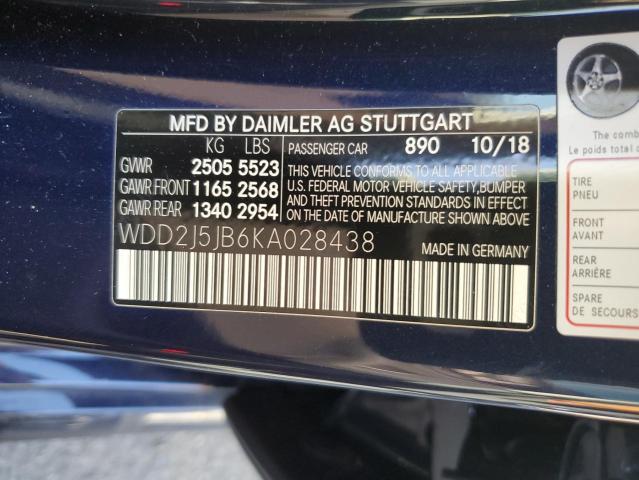 MFD BY DAIMLER AG STUTTGART
KG LBS
GVWR 2505 5523
GAWR FRONT 1165 2568
GAWR REAR 1340 2954
PASSENGER CAR 890 10/18
THIS VEHICLE CONFORMS TO ALL APPLICABLE
U.S. FEDERAL MOTOR VEHICLE SAFETY,BUMPER
AND THEFT PREVENTION STANDARDS IN EFFECT
ON THE DATE OF MANUFACTURE SHOWN ABOVE.
WDD2J5JB6KA028438
MADE IN GERMANY
The comb
Le poids total
TIRE
PNEU
FRONT
AVANT
REAR
ARRIÈRE
SPARE
DE SECOURS